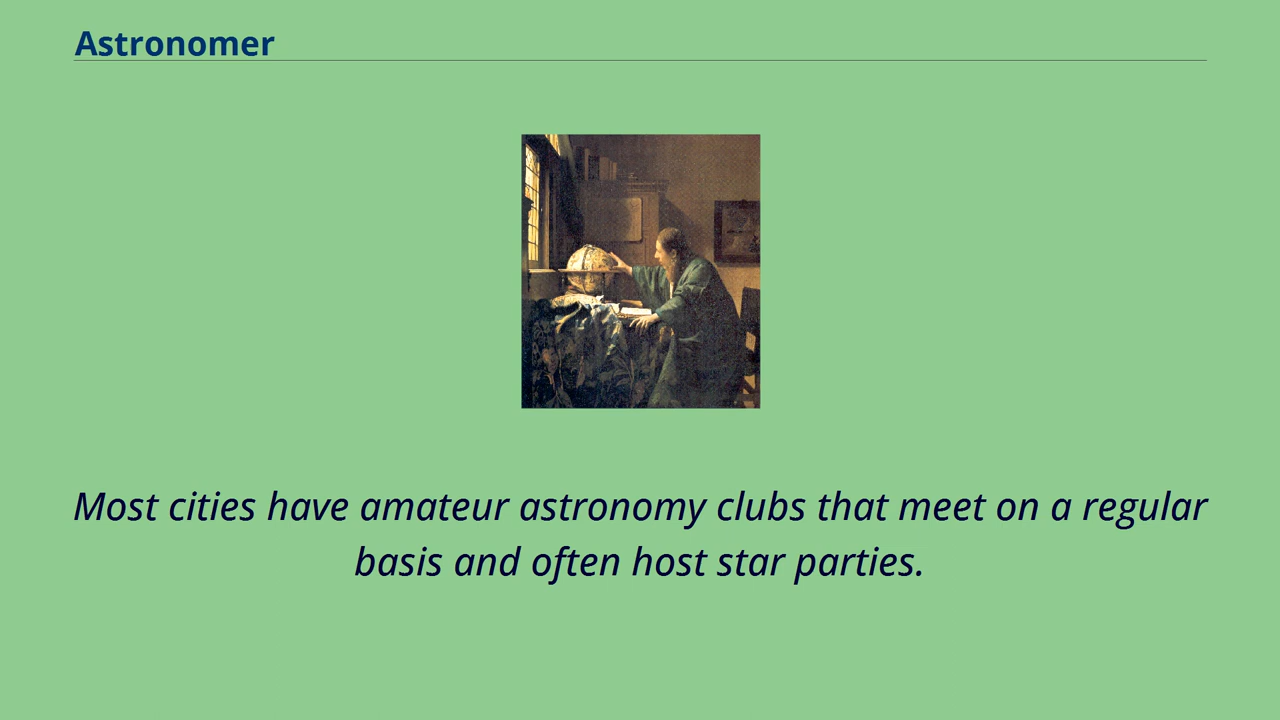 Astronomer
Most cities have amateur astronomy clubs that meet on a regular
basis and often host star parties.